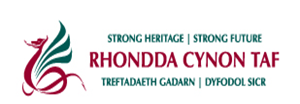 STRONG HERITAGE | STRONG FUTURE
RHONDDA CYNON TAF
TREFTADAETH GADARN | DYFODOL SICR